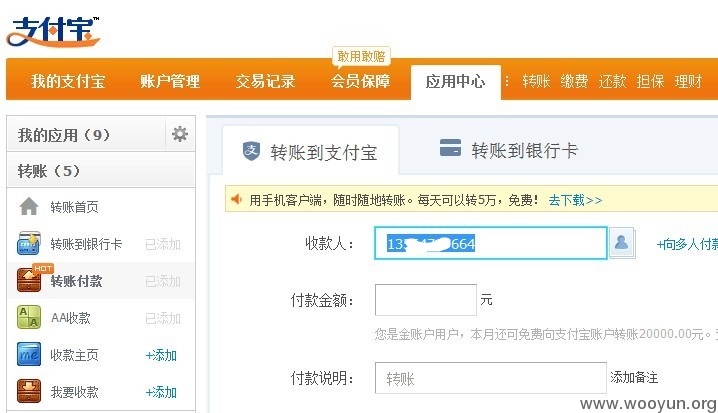 支付宝™
敢用敢赔
我的支付宝 账户管理 交易记录 会员保障 应用中心 转账 缴费 还款 担保 理财
我的应用（9）
转账（5）
转账首页
转账到银行卡 已添加
HOT
转账付款 已添加
AA收款 已添加
me
收款主页 +添加
我要收款 +添加
转账到支付宝 转账到银行卡
用手机客户端，随时随地转账。每天可以转5万，免费！ 去下载>>
收款人： 664 +向多人付款
付款金额： 元
您是金账户用户，本月还可免费向支付宝账户转账20000.00元。
付款说明： 转账 添加备注
www.wooyun.org